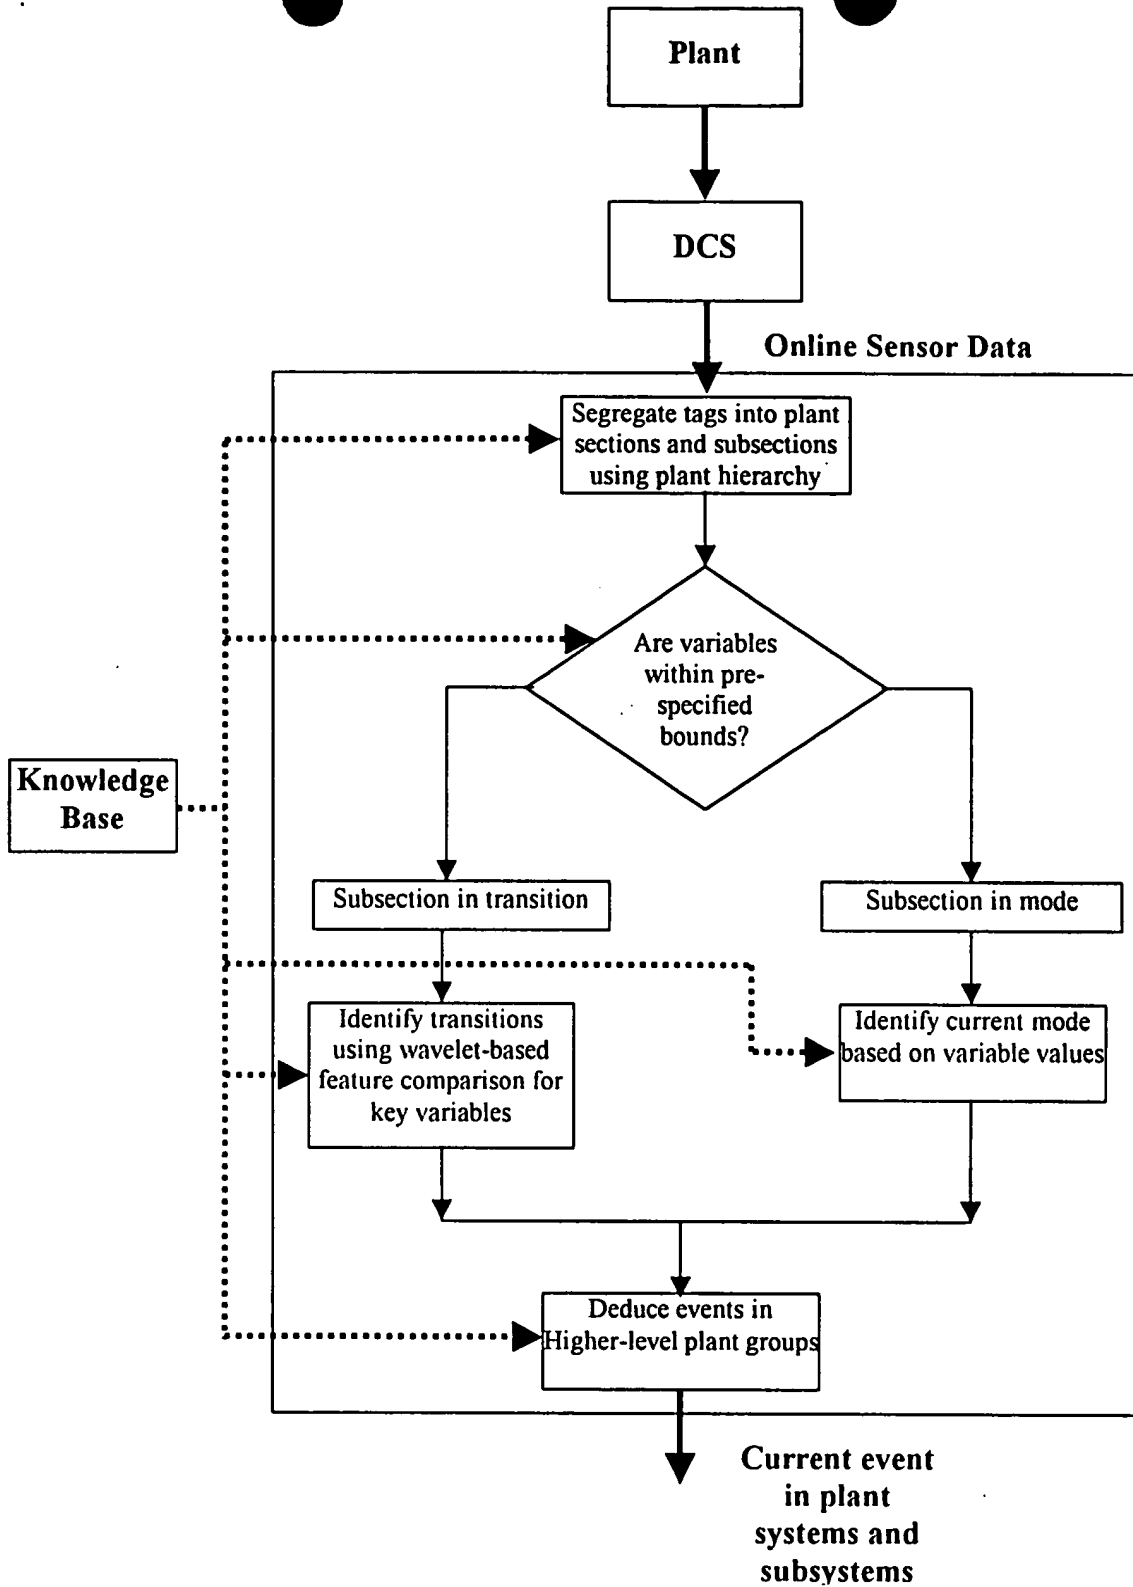 Plant
DCS
Online Sensor Data
Segregate tags into plant
sections and subsections
using plant hierarchy
Are variables
within pre-
specified
bounds?
Knowledge
Base
Subsection in transition
Subsection in mode
Identify transitions
using wavelet-based
feature comparison for
key variables
Identify current mode
based on variable values
Deduce events in
Higher-level plant groups
Current event
in plant
systems and
subsystems